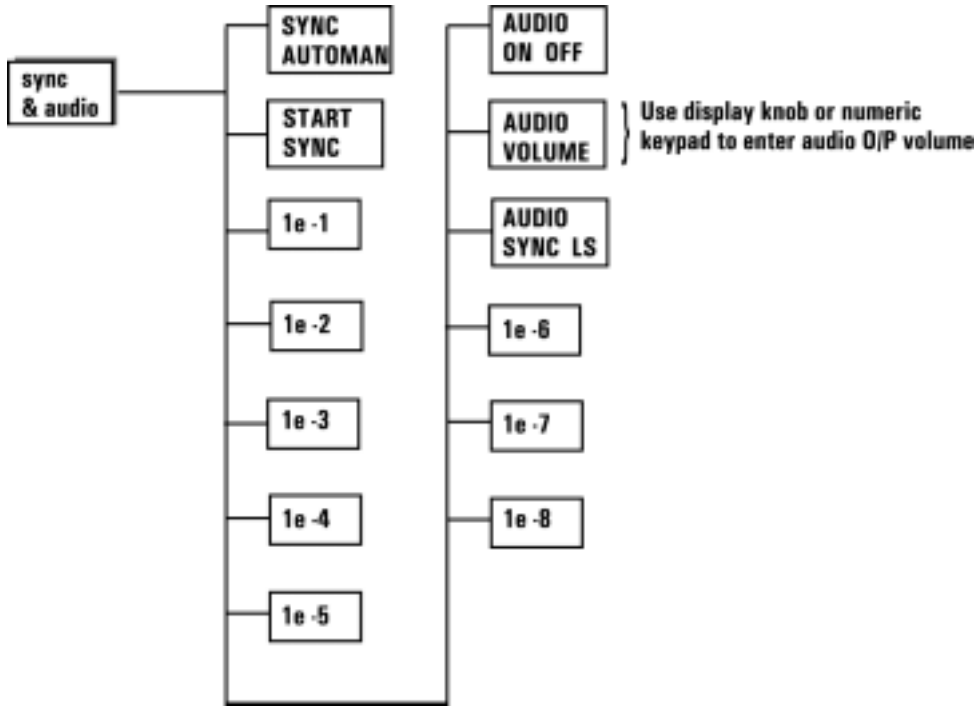 sync
& audio
SYNC
AUTOMAN
START
SYNC
1e -1
1e -2
1e -3
1e -4
1e -5
AUDIO
ON OFF
AUDIO
VOLUME
Use display knob or numeric
keypad to enter audio O/P volume
AUDIO
SYNC LS
1e -6
1e -7
1e -8